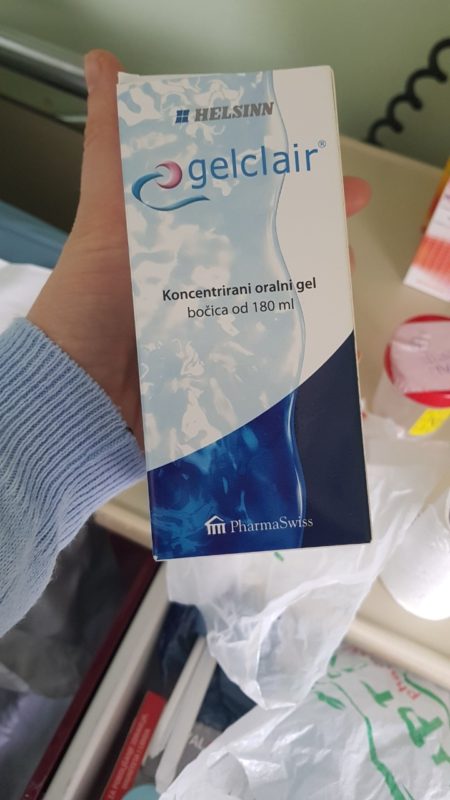 HELSINN
gelclair®
Koncentrirani oralni gel
bočica od 180 ml
PharmaSwiss